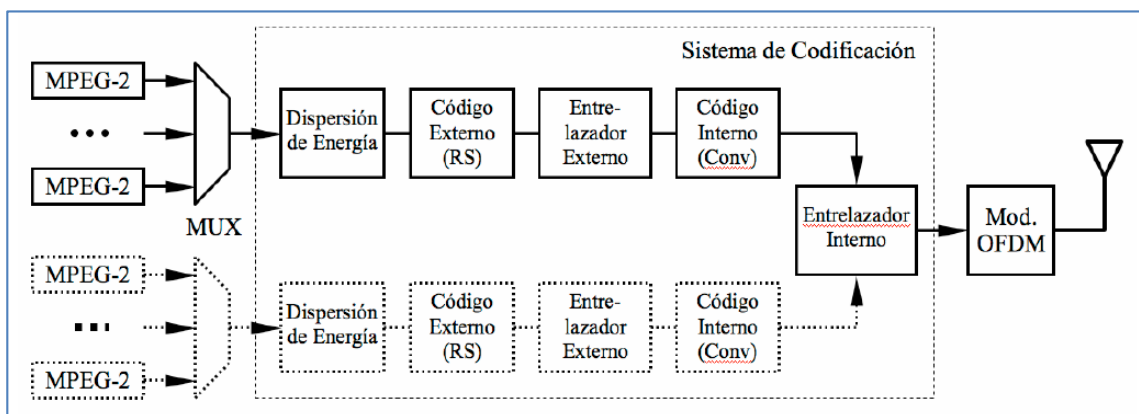 Sistema de Codificación
MPEG-2
MPEG-2
MUX
Dispersión
de Energía
Código
Externo
(RS)
Entre-
lazador
Externo
Código
Interno
(Conv)
Entrelazador
Interno
Mod.
OFDM
MPEG-2
MPEG-2
Dispersión
de Energía
Código
Externo
(RS)
Entre-
lazador
Externo
Código
Interno
(Conv)